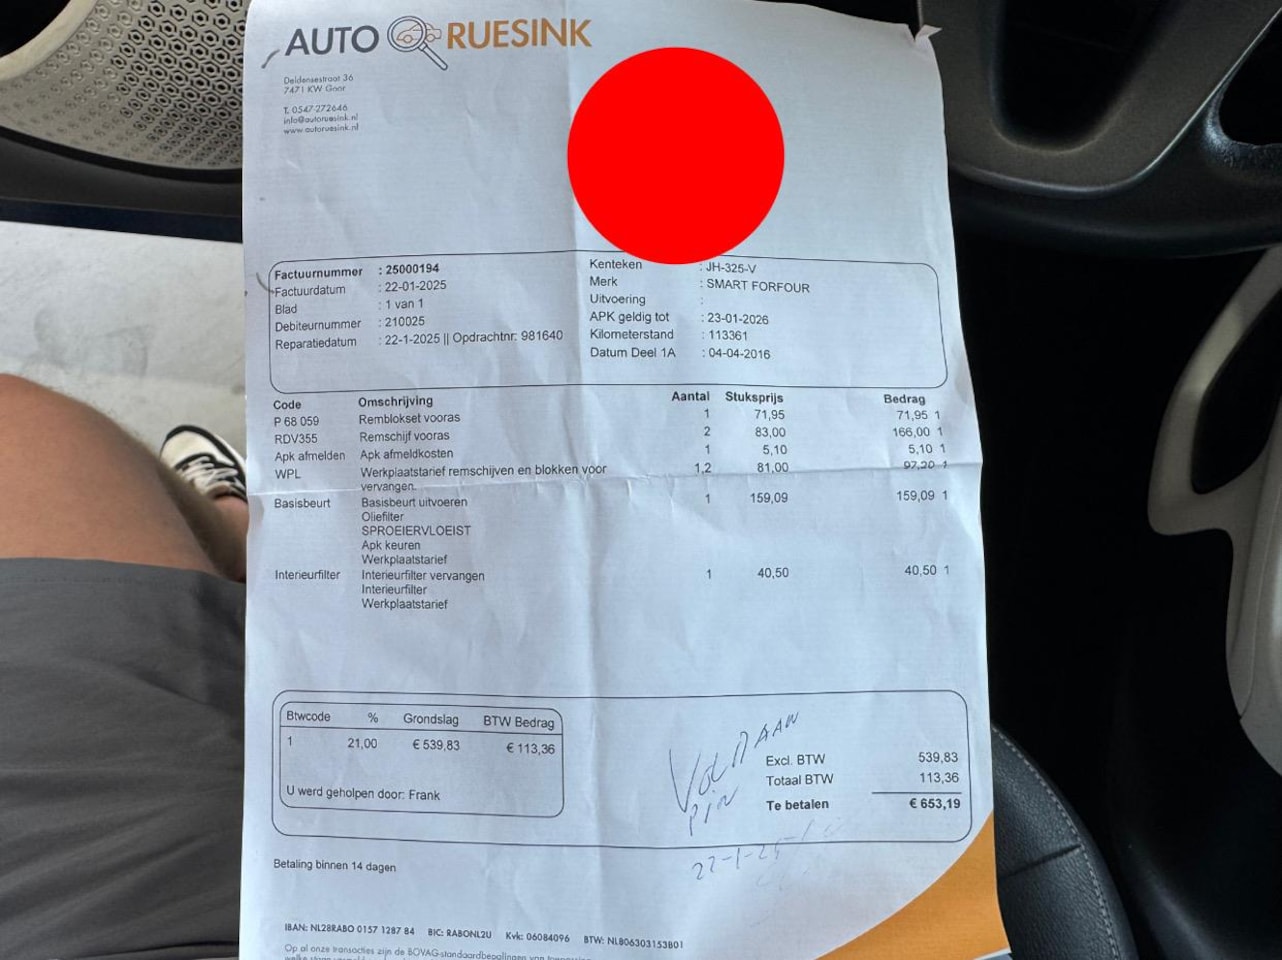 AUTO RUESINK
Deldensestraat 36
7471 KW Goor
T. 0547-272646
info@autoruesink.nl
www.autoruesink.nl
Factuurnummer : 25000194
Factuurdatum : 22-01-2025
Blad : 1 van 1
Debiteurnummer : 210025
Reparatiedatum : 22-1-2025 || Opdrachtnr: 981640
Kenteken : JH-325-V
Merk : SMART FORFOUR
Uitvoering :
APK geldig tot : 23-01-2026
Kilometerstand : 113361
Datum Deel 1A : 04-04-2016
Code Omschrijving Aantal Stuksprijs Bedrag
P 68 059 Remblokset vooras 1 71,95 71,95 1
RDV355 Remschijf vooras 2 83,00 166,00 1
Apk afmelden Apk afmeldkosten 1 5,10 5,10 1
WPL Werkplaatstarief remschijven en blokken voor 1,2 81,00 97,20 1
vervangen.
Basisbeurt Basisbeurt uitvoeren 1 159,09 159,09 1
Oliefilter
SPROEIERVLOEIST
Apk keuren
Werkplaatstarief
Interieurfilter Interieurfilter vervangen 1 40,50 40,50 1
Interieurfilter
Werkplaatstarief
Btwcode % Grondslag BTW Bedrag
1 21,00 € 539,83 € 113,36
U werd geholpen door: Frank
VOLDAAN
PIN
22-1-25
Excl. BTW 539,83
Totaal BTW 113,36
Te betalen € 653,19
Betaling binnen 14 dagen
IBAN: NL28RABO 0157 1287 84 BIC: RABONL2U Kvk: 06084096 BTW: NL806303153B01
Op al onze transacties zijn de BOVAG-standaardbepalingen van